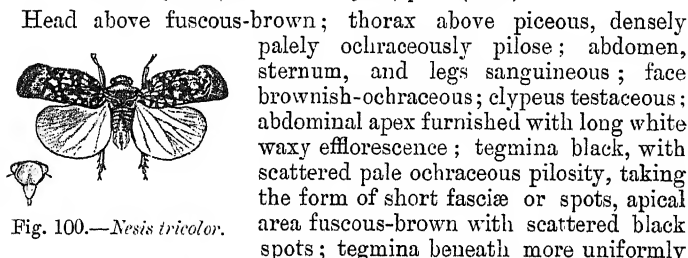 Head above fuscous-brown; thorax above piceous, densely
palely ochraceously pilose; abdomen,
sternum, and legs sanguineous; face
brownish-ochraceous; clypeus testaceous;
abdominal apex furnished with long white
waxy efflorescence; tegmina black, with
scattered pale ochraceous pilosity, taking
the form of short fasciæ or spots, apical
area fuscous-brown with scattered black
spots; tegmina beneath more uniformly
Fig. 100.—Nesis tricolor.